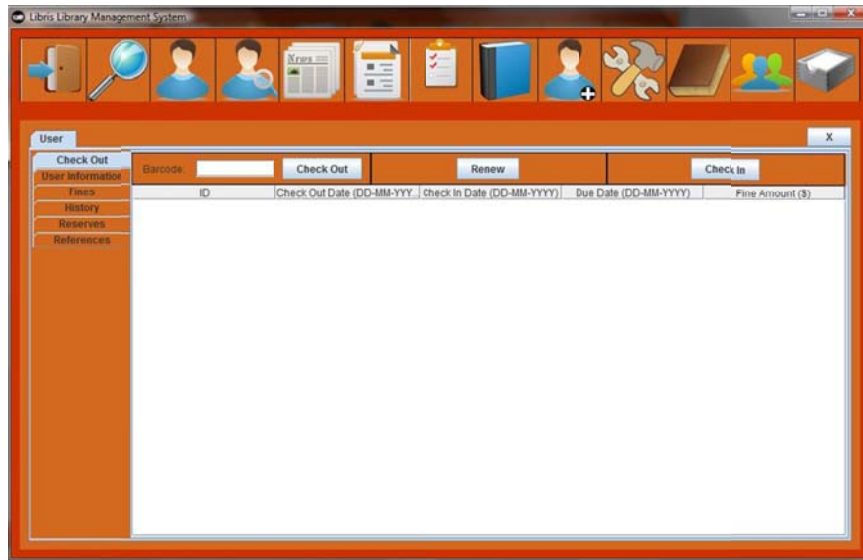 Libris Library Management System
News
User
X
Check Out
User Information
Fines
History
Reserves
References
Barcode:
Check Out
Renew
Check In
ID
Check Out Date (DD-MM-YYY...
Check In Date (DD-MM-YYYY)
Due Date (DD-MM-YYYY)
Fine Amount ($)